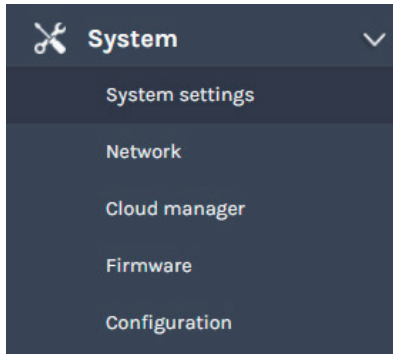 System
System settings
Network
Cloud manager
Firmware
Configuration